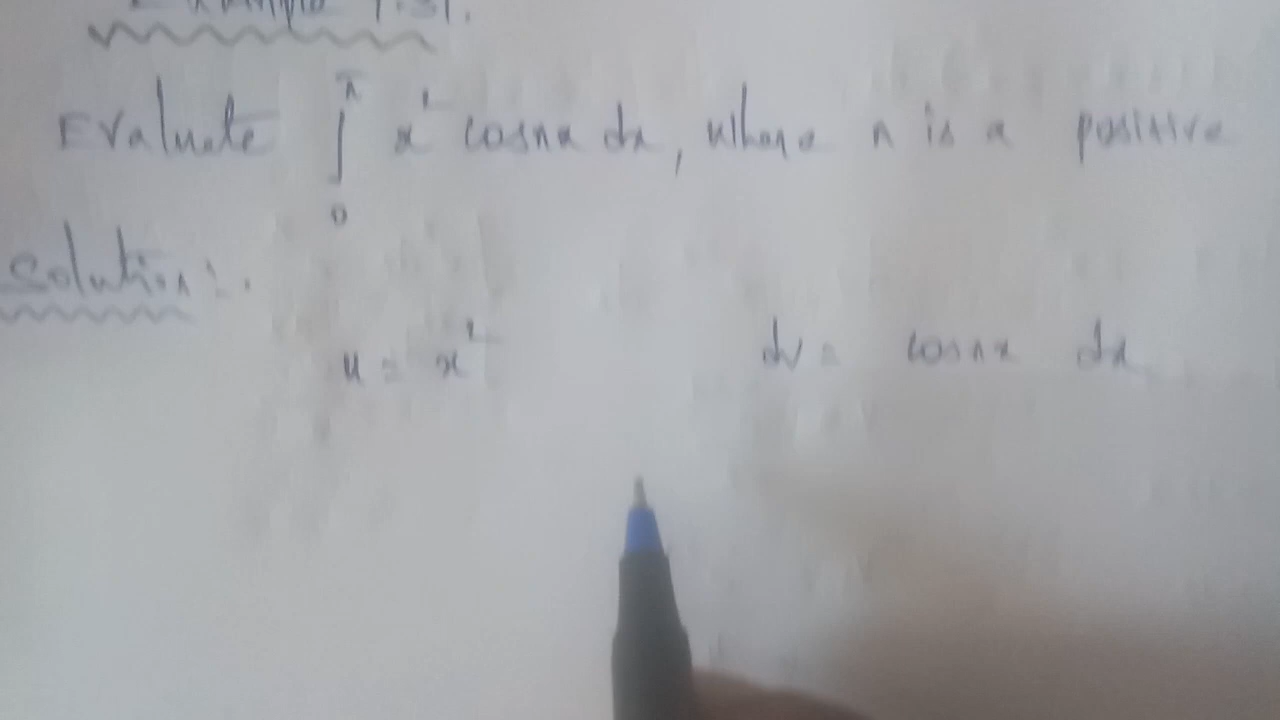 Evaluate ∫₀^π x² cosnx dx, where n is a positive
Solution:.
u = x² dv = cosnx dx